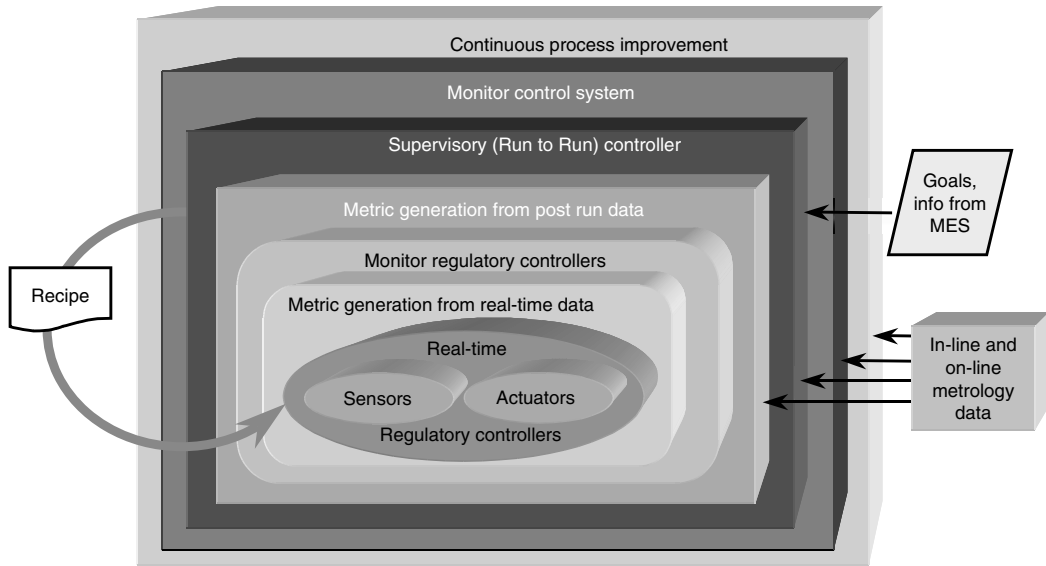 Continuous process improvement
Monitor control system
Supervisory (Run to Run) controller
Goals,
info from
MES
Metric generation from post run data
Monitor regulatory controllers
Recipe
Metric generation from real-time data
Real-time
Sensors
Actuators
Regulatory controllers
In-line and
on-line
metrology
data